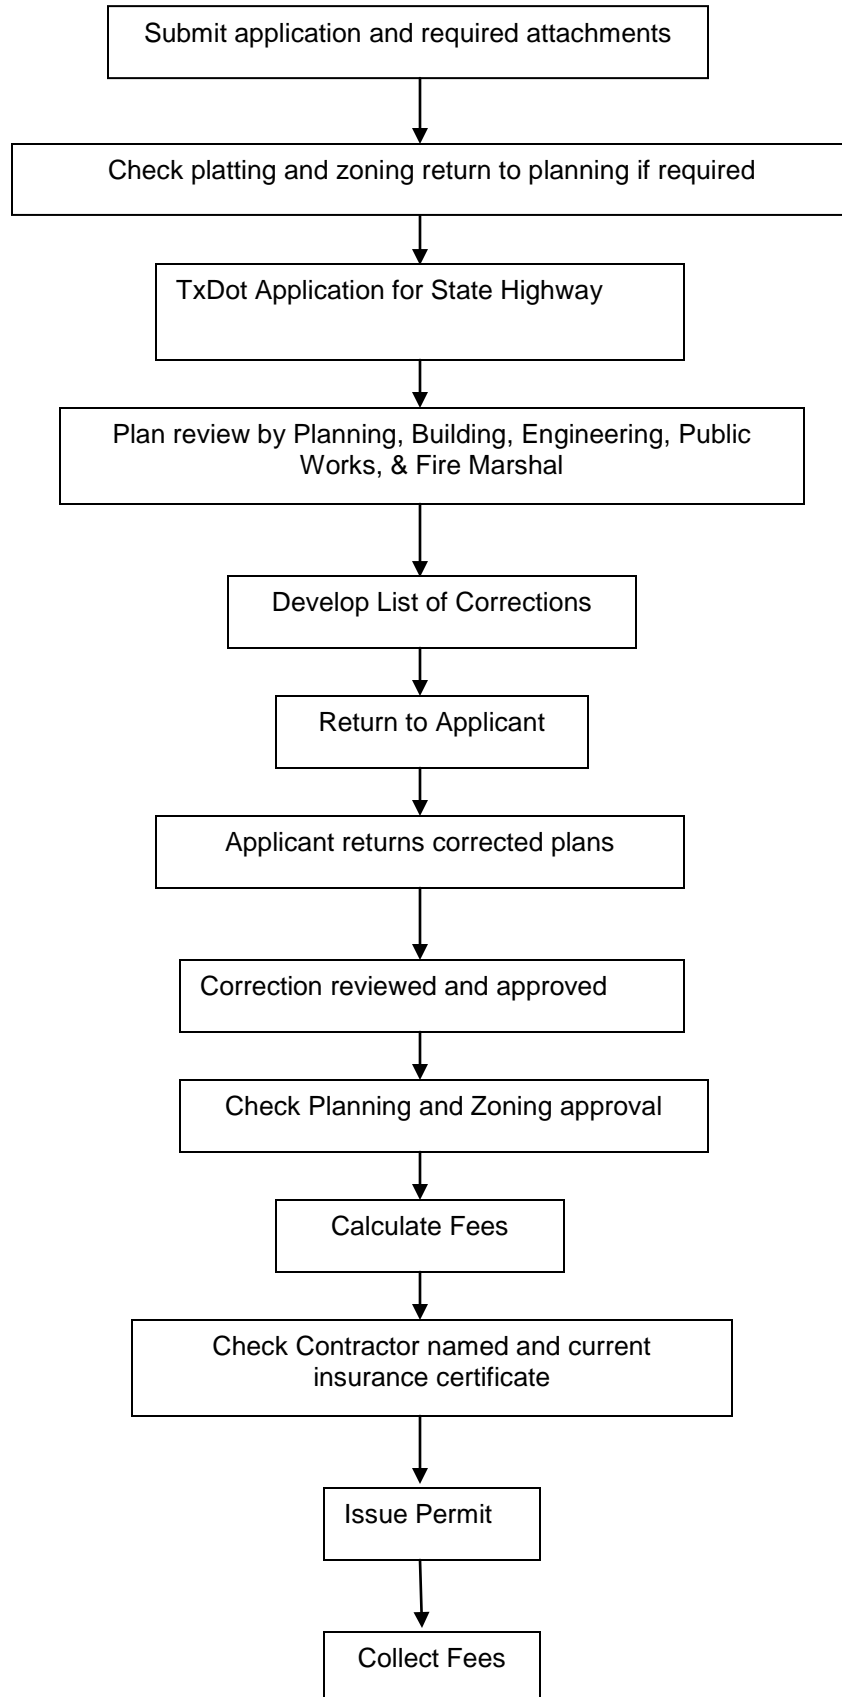 Submit application and required attachments
Check platting and zoning return to planning if required
TxDot Application for State Highway
Plan review by Planning, Building, Engineering, Public
Works, & Fire Marshal
Develop List of Corrections
Return to Applicant
Applicant returns corrected plans
Correction reviewed and approved
Check Planning and Zoning approval
Calculate Fees
Check Contractor named and current
insurance certificate
Issue Permit
Collect Fees